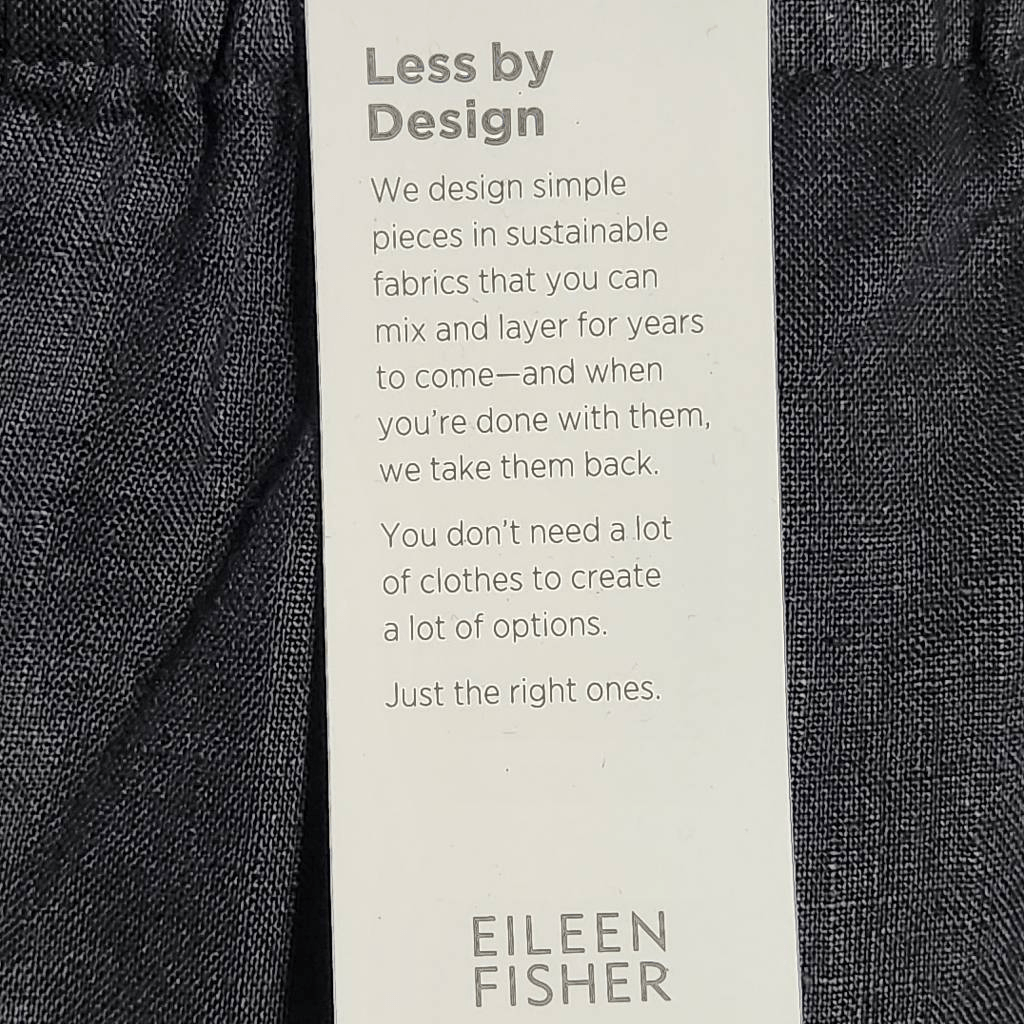 Less by
Design
We design simple
pieces in sustainable
fabrics that you can
mix and layer for years
to come—and when
you're done with them,
we take them back.
You don't need a lot
of clothes to create
a lot of options.
Just the right ones.
EILEEN
FISHER